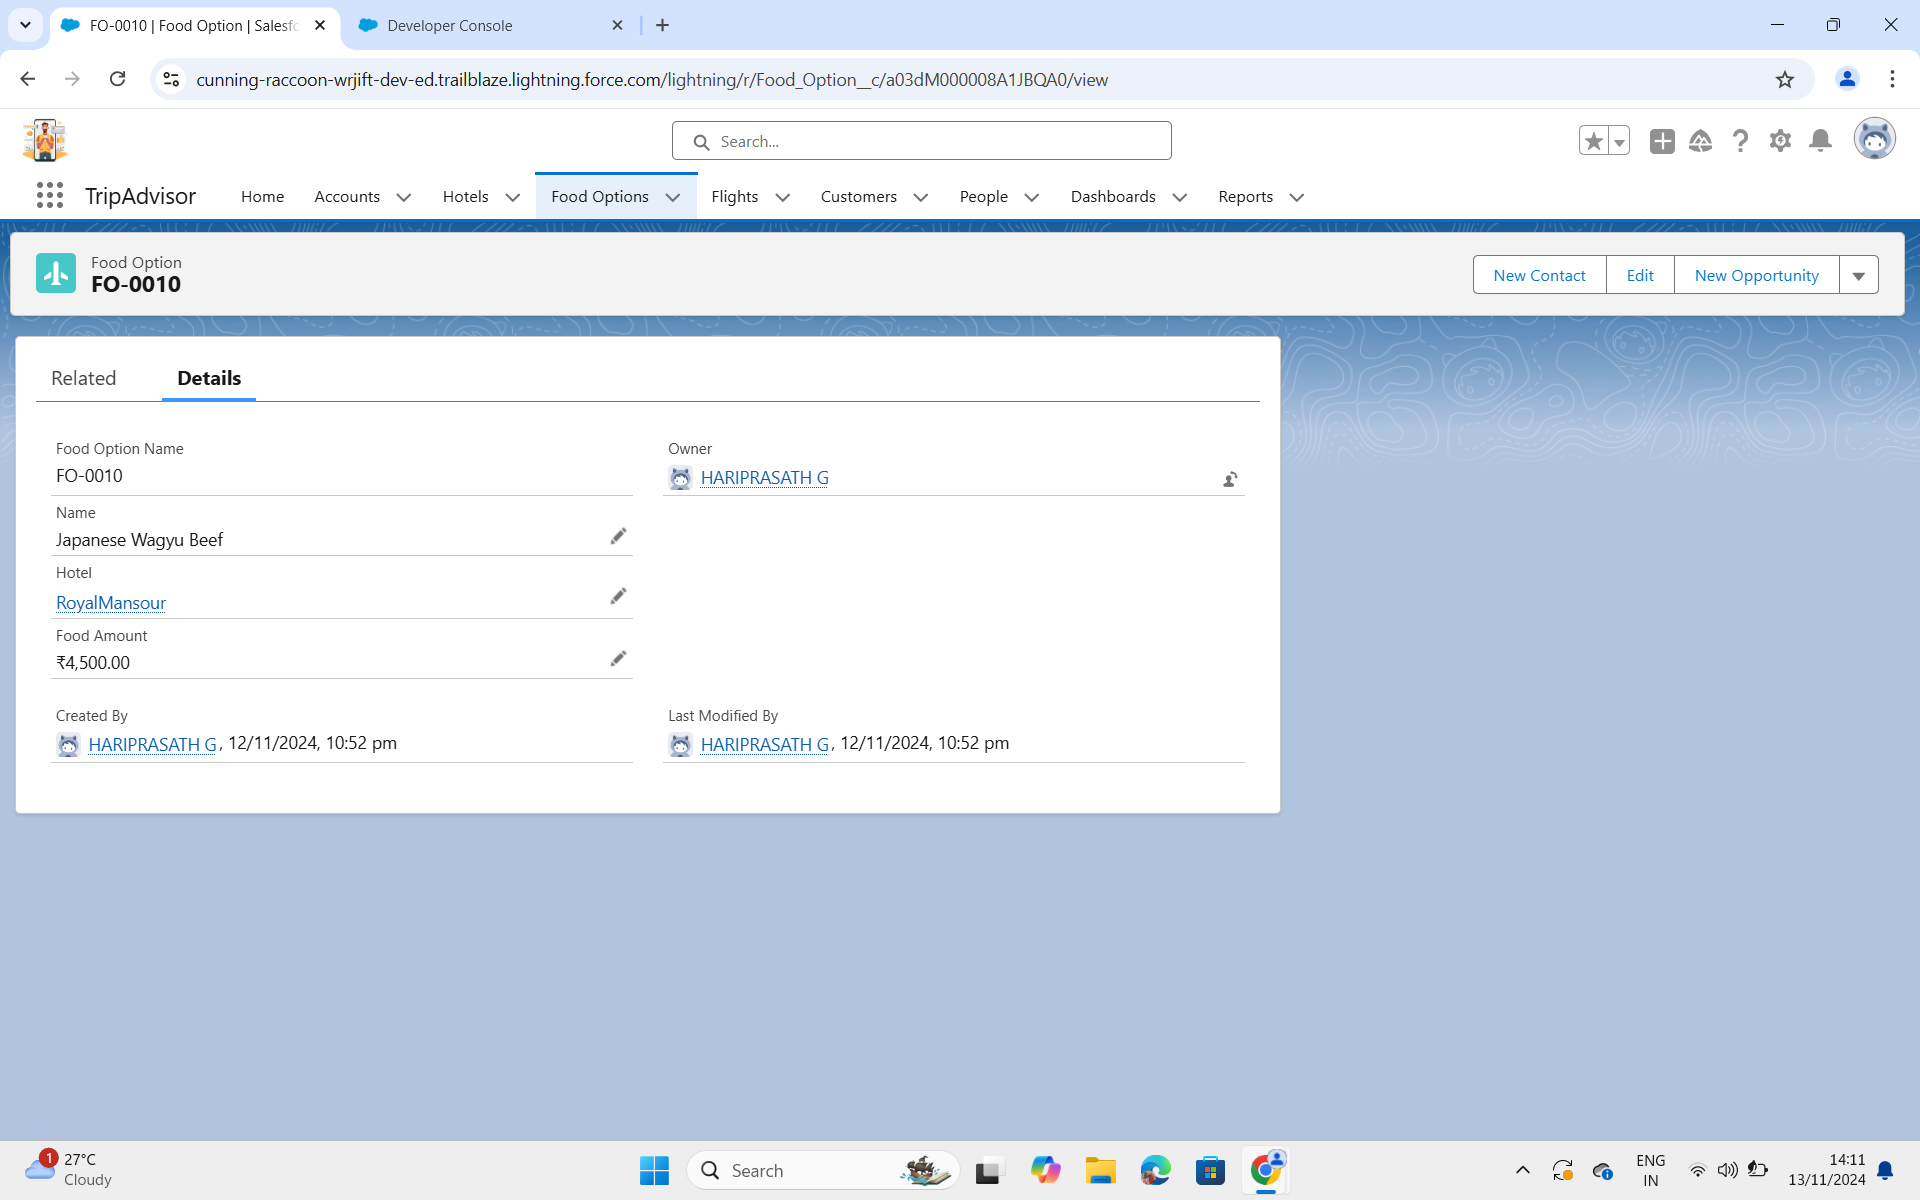 FO-0010 | Food Option | Salesfo
Developer Console
cunning-raccoon-wrjift-dev-ed.trailblaze.lightning.force.com/lightning/r/Food_Option__c/a03dM000008A1JBQA0/view
Search...
TripAdvisor
Home
Accounts
Hotels
Food Options
Flights
Customers
People
Dashboards
Reports
Food Option
FO-0010
New Contact
Edit
New Opportunity
Related
Details
Food Option Name
FO-0010
Owner
HARIPRASATH G
Name
Japanese Wagyu Beef
Hotel
RoyalMansour
Food Amount
₹4,500.00
Created By
HARIPRASATH G, 12/11/2024, 10:52 pm
Last Modified By
HARIPRASATH G, 12/11/2024, 10:52 pm
1
27°C
Cloudy
Search
ENG
IN
14:11
13/11/2024